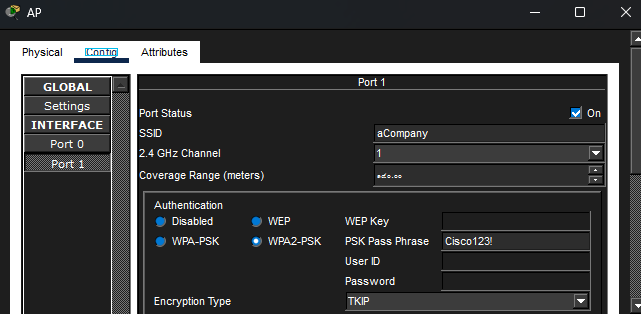 AP
Physical Config Attributes
GLOBAL
Settings
INTERFACE
Port 0
Port 1
Port 1
Port Status On
SSID aCompany
2.4 GHz Channel 1
Coverage Range (meters)
Authentication
Disabled WEP WEP Key
WPA-PSK WPA2-PSK PSK Pass Phrase Cisco123!
User ID
Password
Encryption Type TKIP